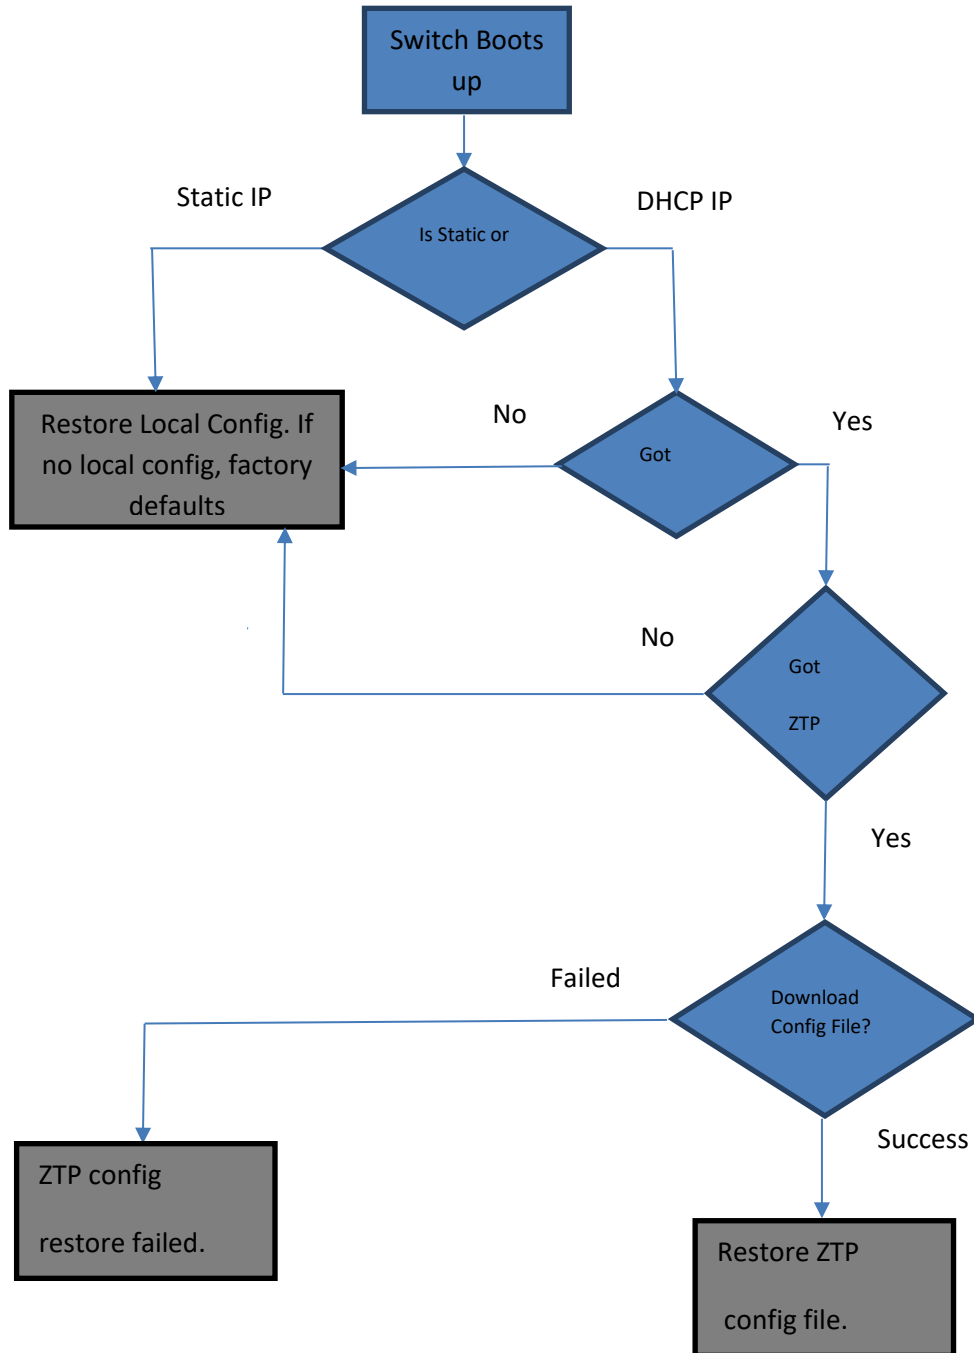 Switch Boots
up
Static IP
DHCP IP
Is Static or
Restore Local Config. If
no local config, factory
defaults
No
Yes
Got
No
Got
ZTP
Yes
Failed
Download
Config File?
Success
ZTP config
restore failed.
Restore ZTP
config file.